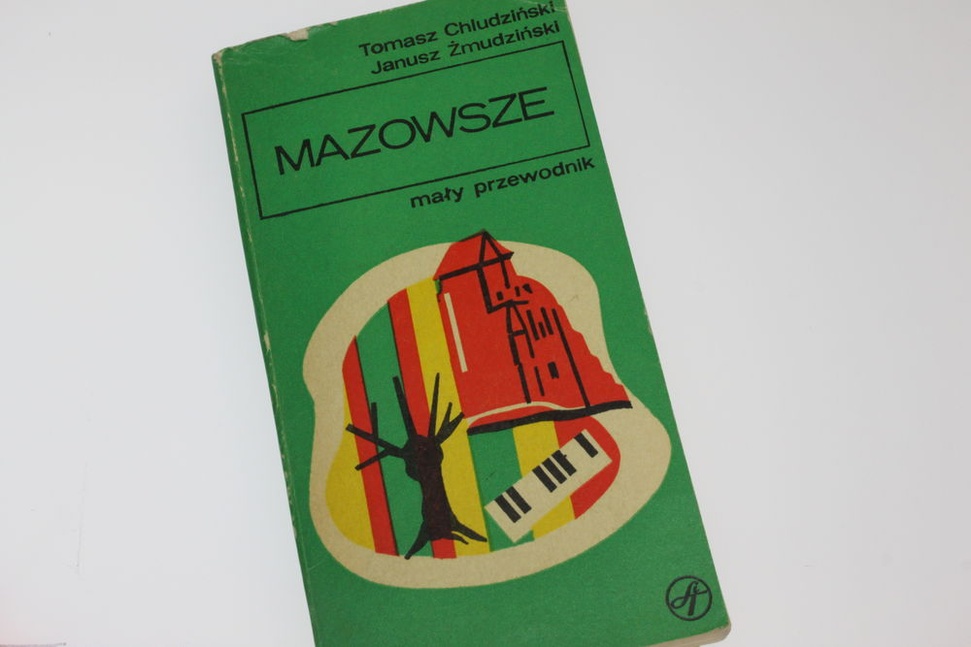 Tomasz Chludziński
Janusz Żmudziński
MAZOWSZE
mały przewodnik